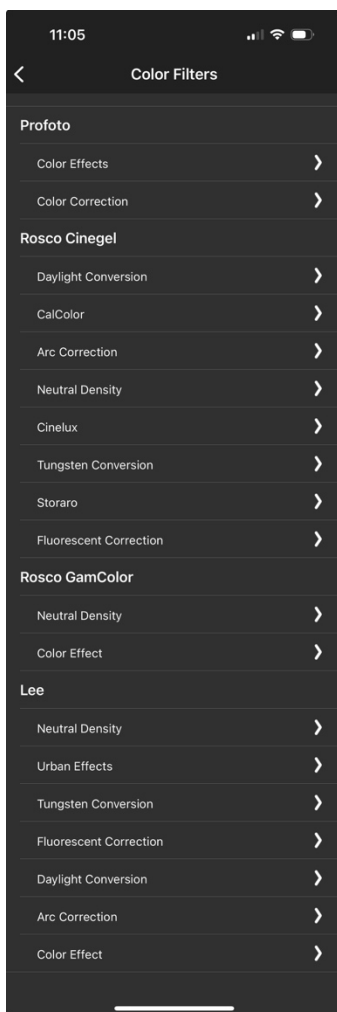 11:05
Color Filters
Profoto
Color Effects
Color Correction
Rosco Cinegel
Daylight Conversion
CalColor
Arc Correction
Neutral Density
Cinelux
Tungsten Conversion
Storaro
Fluorescent Correction
Rosco GamColor
Neutral Density
Color Effect
Lee
Neutral Density
Urban Effects
Tungsten Conversion
Fluorescent Correction
Daylight Conversion
Arc Correction
Color Effect